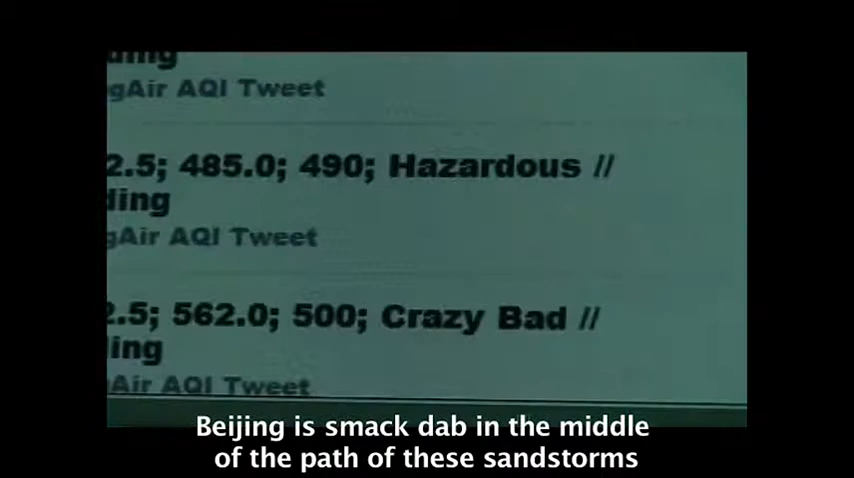 gAir AQI Tweet
2.5; 485.0; 490; Hazardous //
ding
gAir AQI Tweet
2.5; 562.0; 500; Crazy Bad //
ling
Air AQI Tweet
Beijing is smack dab in the middle
of the path of these sandstorms